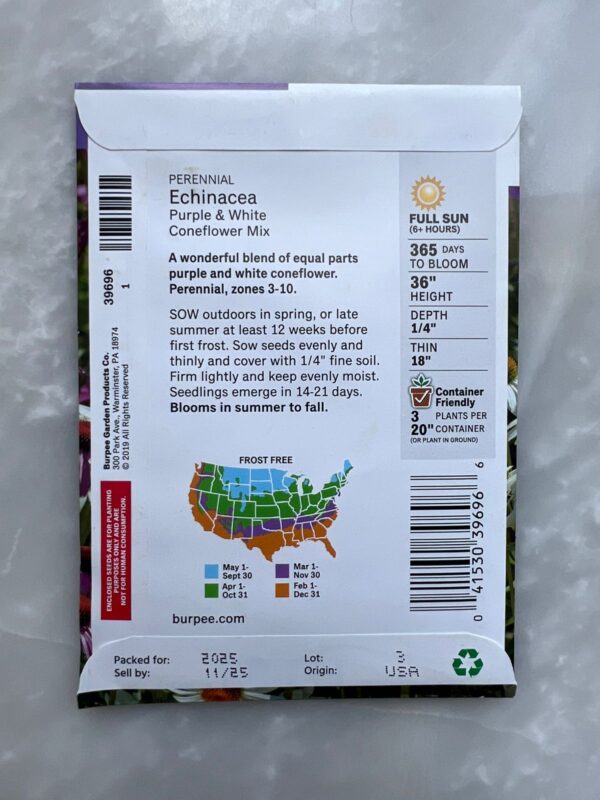 PERENNIAL
Echinacea
Purple & White
Coneflower Mix
A wonderful blend of equal parts
purple and white coneflower.
Perennial, zones 3-10.
SOW outdoors in spring, or late
summer at least 12 weeks before
first frost. Sow seeds evenly and
thinly and cover with 1/4" fine soil.
Firm lightly and keep evenly moist.
Seedlings emerge in 14-21 days.
Blooms in summer to fall.
FROST FREE
May 1-
Sept 30
Apr 1-
Oct 31
Mar 1-
Nov 30
Feb 1-
Dec 31
burpee.com
FULL SUN
(6+ HOURS)
365 DAYS
TO BLOOM
36"
HEIGHT
DEPTH
1/4"
THIN
18"
Container
Friendly
3 PLANTS PER
20" CONTAINER
(OR PLANT IN GROUND)
39696
1
Burpee Garden Products Co.
300 Park Ave., Warminster, PA 18974
© 2019 All Rights Reserved
ENCLOSED SEEDS ARE FOR PLANTING
PURPOSES ONLY AND ARE
NOT FOR HUMAN CONSUMPTION.
0 41530 39696 6
Packed for: 2025
Sell by: 11/25
Lot: 2
Origin: USA